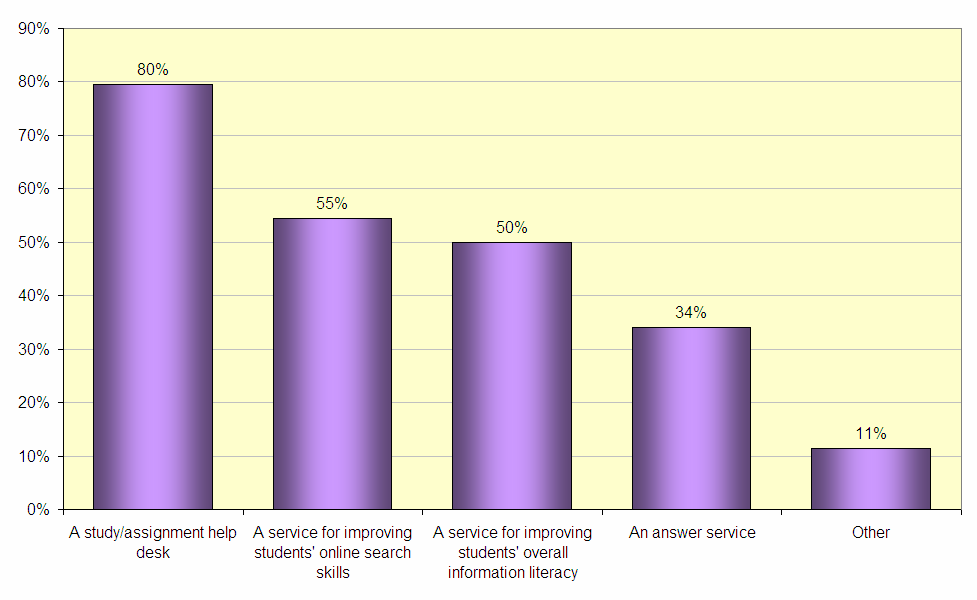 90%
80%
70%
60%
50%
40%
30%
20%
10%
0%
80%
55%
50%
34%
11%
A study/assignment help
desk
A service for improving
students' online search
skills
A service for improving
students' overall
information literacy
An answer service
Other